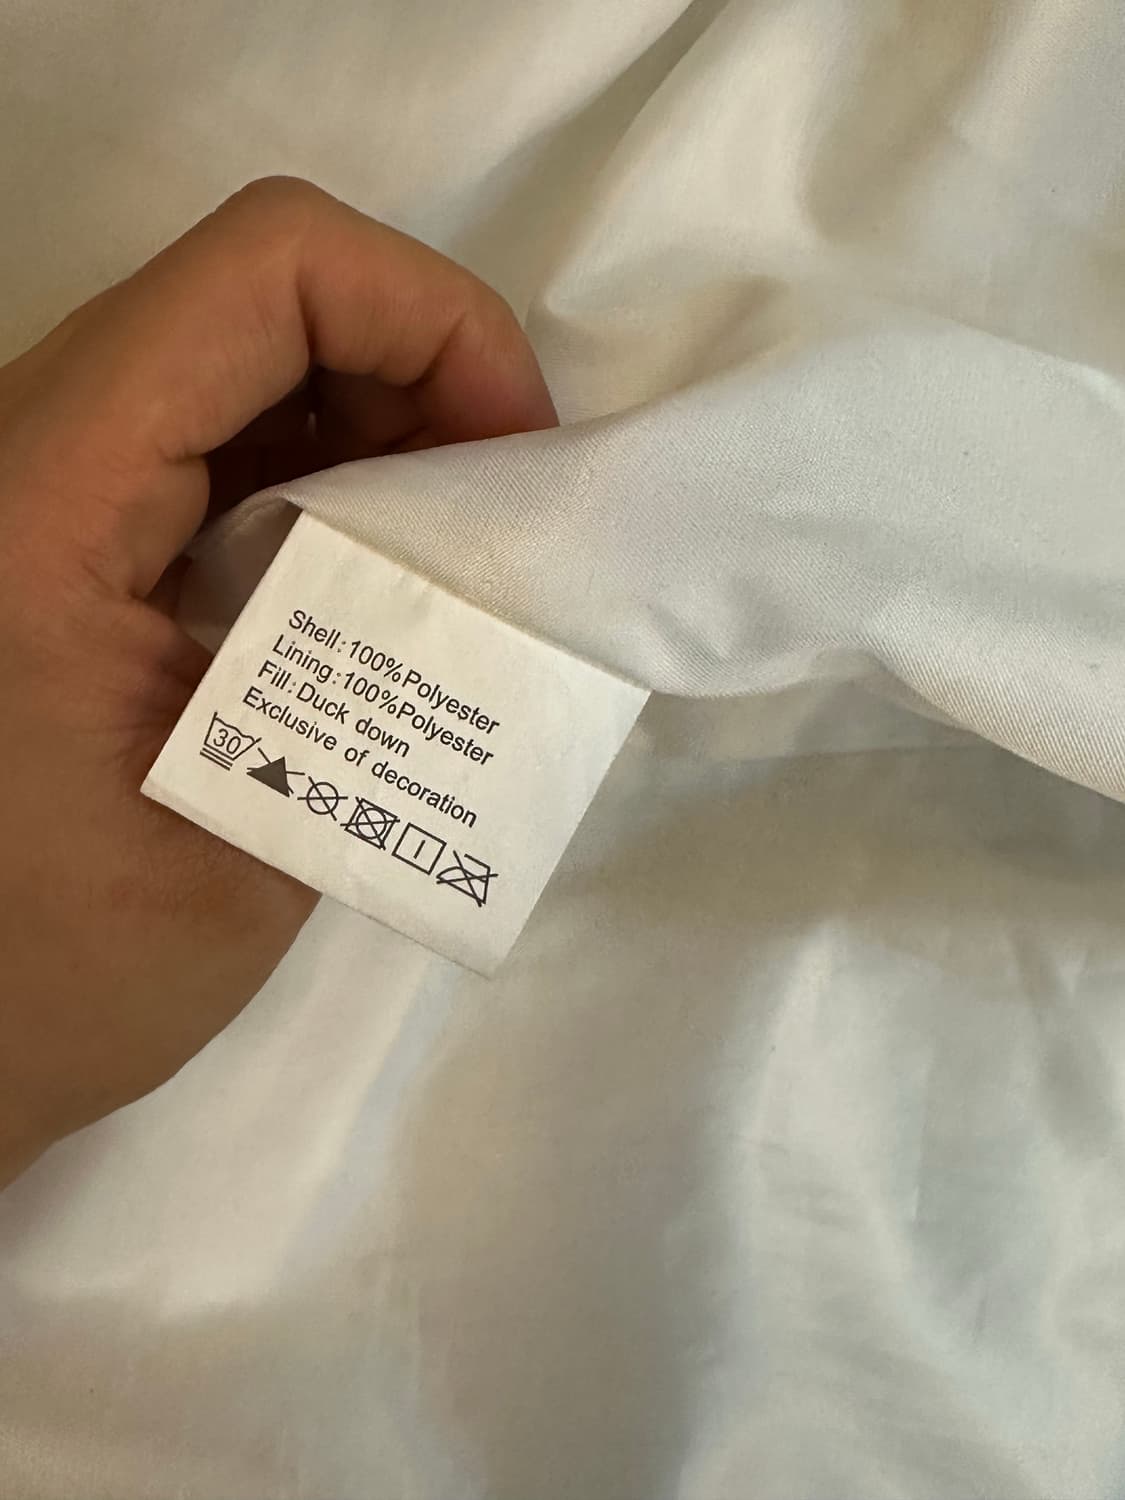 Shell:100%Polyester
Lining:100%Polyester
Fill:Duck down
Exclusive of decoration
30